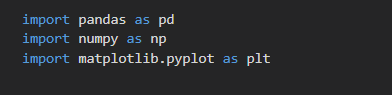 import pandas as pd
import numpy as np
import matplotlib.pyplot as plt